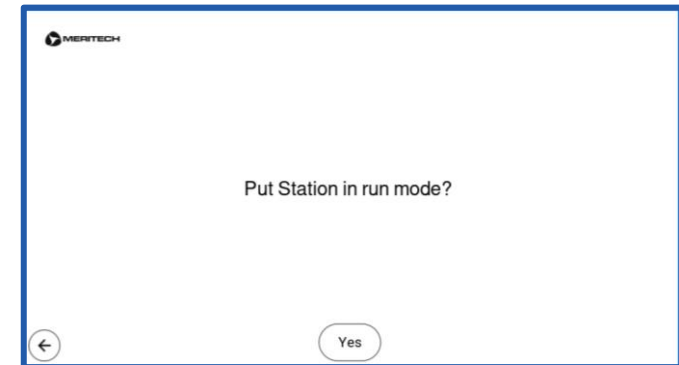 MERITECH
Put Station in run mode?
Yes